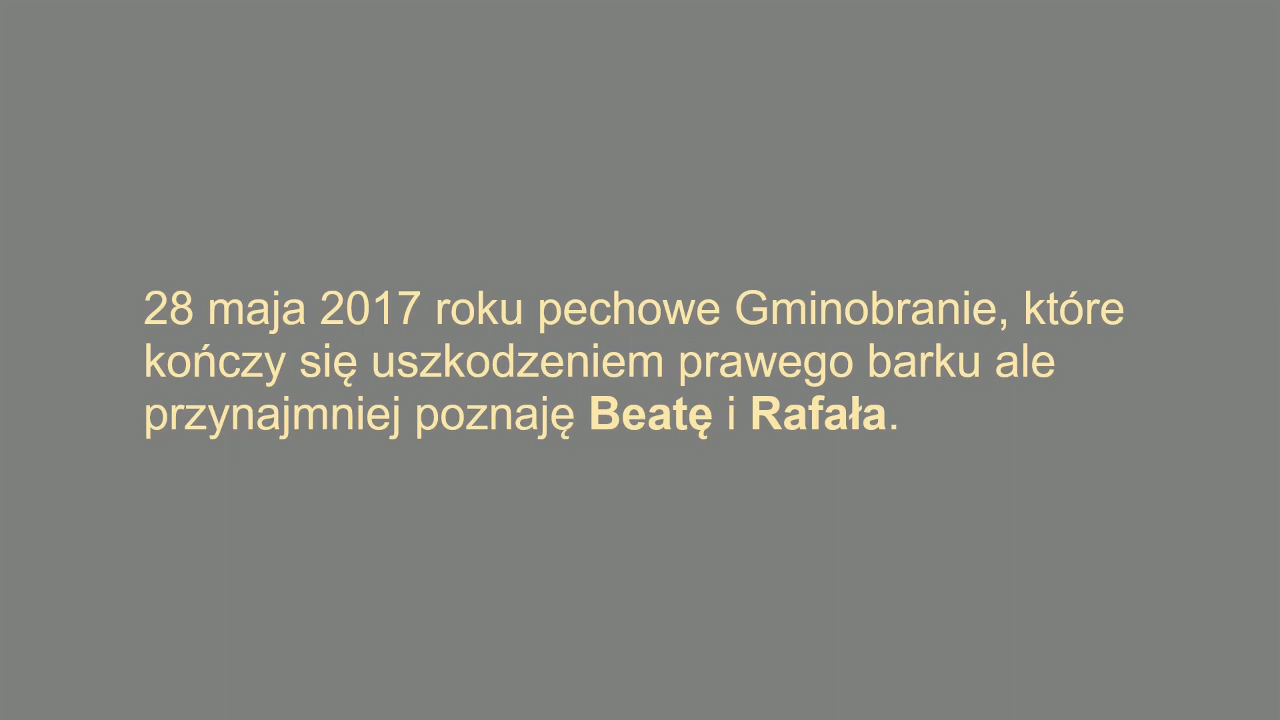 28 maja 2017 roku pechowe Gminobranie, które
kończy się uszkodzeniem prawego barku ale
przynajmniej poznaję Beatę i Rafała.